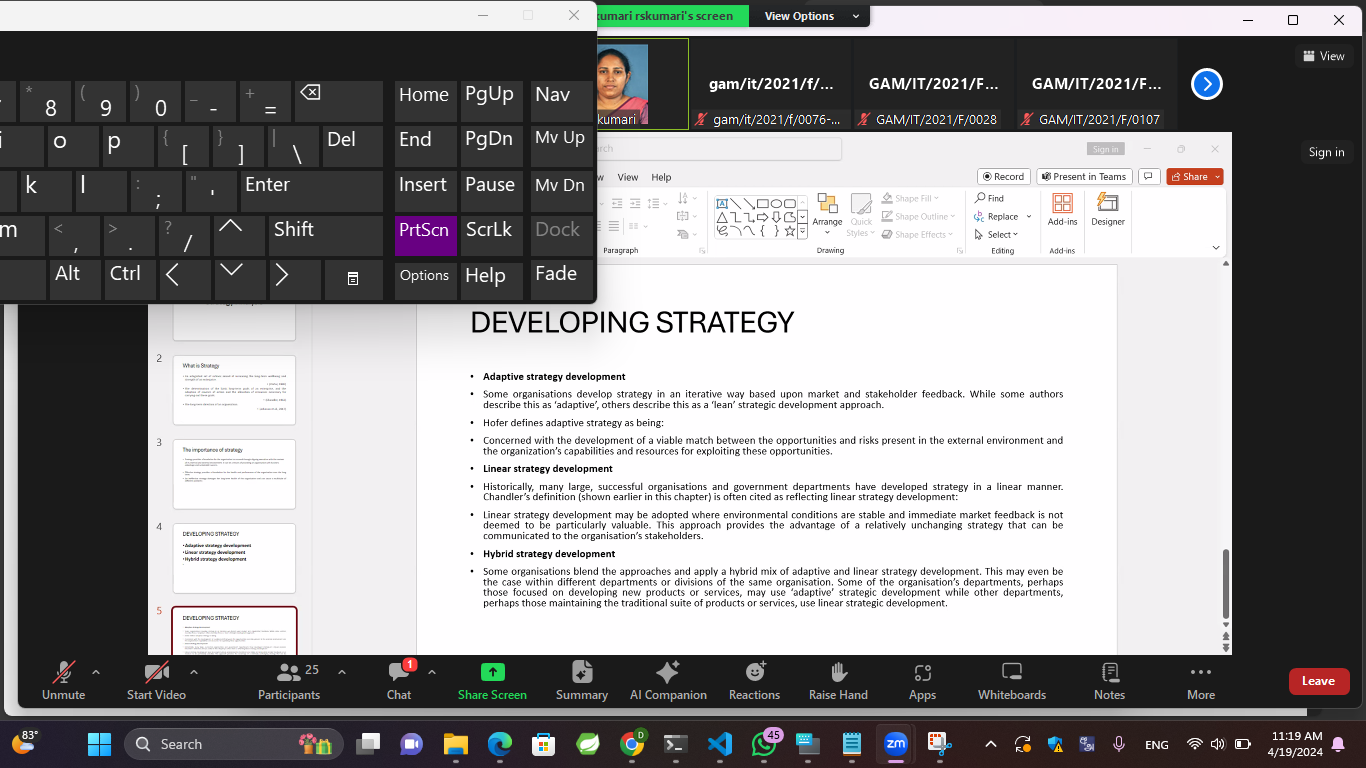 kumari rskumari's screen
View Options
View
* 8 ( 9 ) 0 _ - + =
Home PgUp Nav
i o p { [ } ] | \ Del
End PgDn Mv Up
k l : ; " ' Enter
Insert Pause Mv Dn
m < , > . ? / Shift
PrtScn ScrLk Dock
Alt Ctrl
Options Help Fade
kumari
gam/it/2021/f/...
gam/it/2021/f/0076-...
GAM/IT/2021/F...
GAM/IT/2021/F/0028
GAM/IT/2021/F...
GAM/IT/2021/F/0107
Sign in
rch
Sign in
w View Help
Record
Present in Teams
Share
Arrange
Quick Styles
Shape Fill
Shape Outline
Shape Effects
Find
Replace
Select
Add-ins
Designer
Paragraph
Drawing
Editing
Add-ins
2
What is Strategy
3
The importance of strategy
4
DEVELOPING STRATEGY
• Adaptive strategy development
• Linear strategy development
• Hybrid strategy development
5
DEVELOPING STRATEGY
DEVELOPING STRATEGY
• Adaptive strategy development
• Some organisations develop strategy in an iterative way based upon market and stakeholder feedback. While some authors
describe this as ‘adaptive’, others describe this as a ‘lean’ strategic development approach.
• Hofer defines adaptive strategy as being:
• Concerned with the development of a viable match between the opportunities and risks present in the external environment and
the organization’s capabilities and resources for exploiting these opportunities.
• Linear strategy development
• Historically, many large, successful organisations and government departments have developed strategy in a linear manner.
Chandler’s definition (shown earlier in this chapter) is often cited as reflecting linear strategy development:
• Linear strategy development may be adopted where environmental conditions are stable and immediate market feedback is not
deemed to be particularly valuable. This approach provides the advantage of a relatively unchanging strategy that can be
communicated to the organisation’s stakeholders.
• Hybrid strategy development
• Some organisations blend the approaches and apply a hybrid mix of adaptive and linear strategy development. This may even be
the case within different departments or divisions of the same organisation. Some of the organisation’s departments, perhaps
those focused on developing new products or services, may use ‘adaptive’ strategic development while other departments,
perhaps those maintaining the traditional suite of products or services, use linear strategic development.
Unmute
Start Video
25
Participants
1
Chat
Share Screen
Summary
AI Companion
Reactions
Raise Hand
Apps
Whiteboards
Notes
More
Leave
83°
Search
D
45
zm
ENG
11:19 AM
4/19/2024